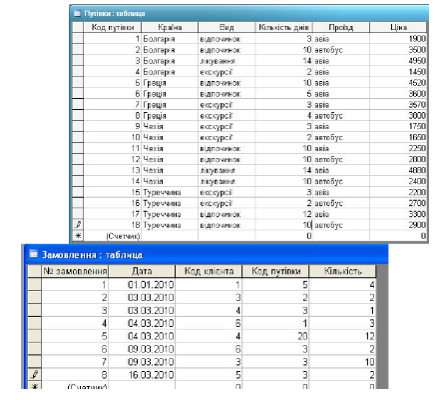 Путівки : таблица
Код путівки Країна Вид Кількість днів Проїзд Ціна
1 Болгарія відпочинок 3 авіа 1900
2 Болгарія відпочинок 10 автобус 3500
3 Болгарія лікування 14 авіа 4950
4 Болгарія екскурсії 2 авіа 1450
5 Греція відпочинок 10 авіа 4520
6 Греція відпочинок 5 авіа 3600
7 Греція екскурсії 3 авіа 3570
8 Греція екскурсії 4 автобус 3800
9 Чехія екскурсії 3 авіа 1750
10 Чехія екскурсії 2 автобус 1650
11 Чехія відпочинок 10 авіа 2250
12 Чехія відпочинок 10 автобус 2800
13 Чехія лікування 14 авіа 4880
14 Чехія лікування 10 автобус 2400
15 Туреччина екскурсії 3 авіа 2200
16 Туреччина екскурсії 2 автобус 2700
17 Туреччина відпочинок 12 авіа 3300
18 Туреччина відпочинок 10 автобус 2900
(Счетчик) 0 0
Замовлення : таблица
№ замовлення Дата Код клієнта Код путівки Кількість
1 01.01.2010 1 5 4
2 03.03.2010 3 2 2
3 03.03.2010 4 3 1
4 04.03.2010 6 1 3
5 04.03.2010 4 20 12
6 09.03.2010 6 3 2
7 09.03.2010 3 3 10
8 16.03.2010 5 3 2
(Счетчик) 0 0 0